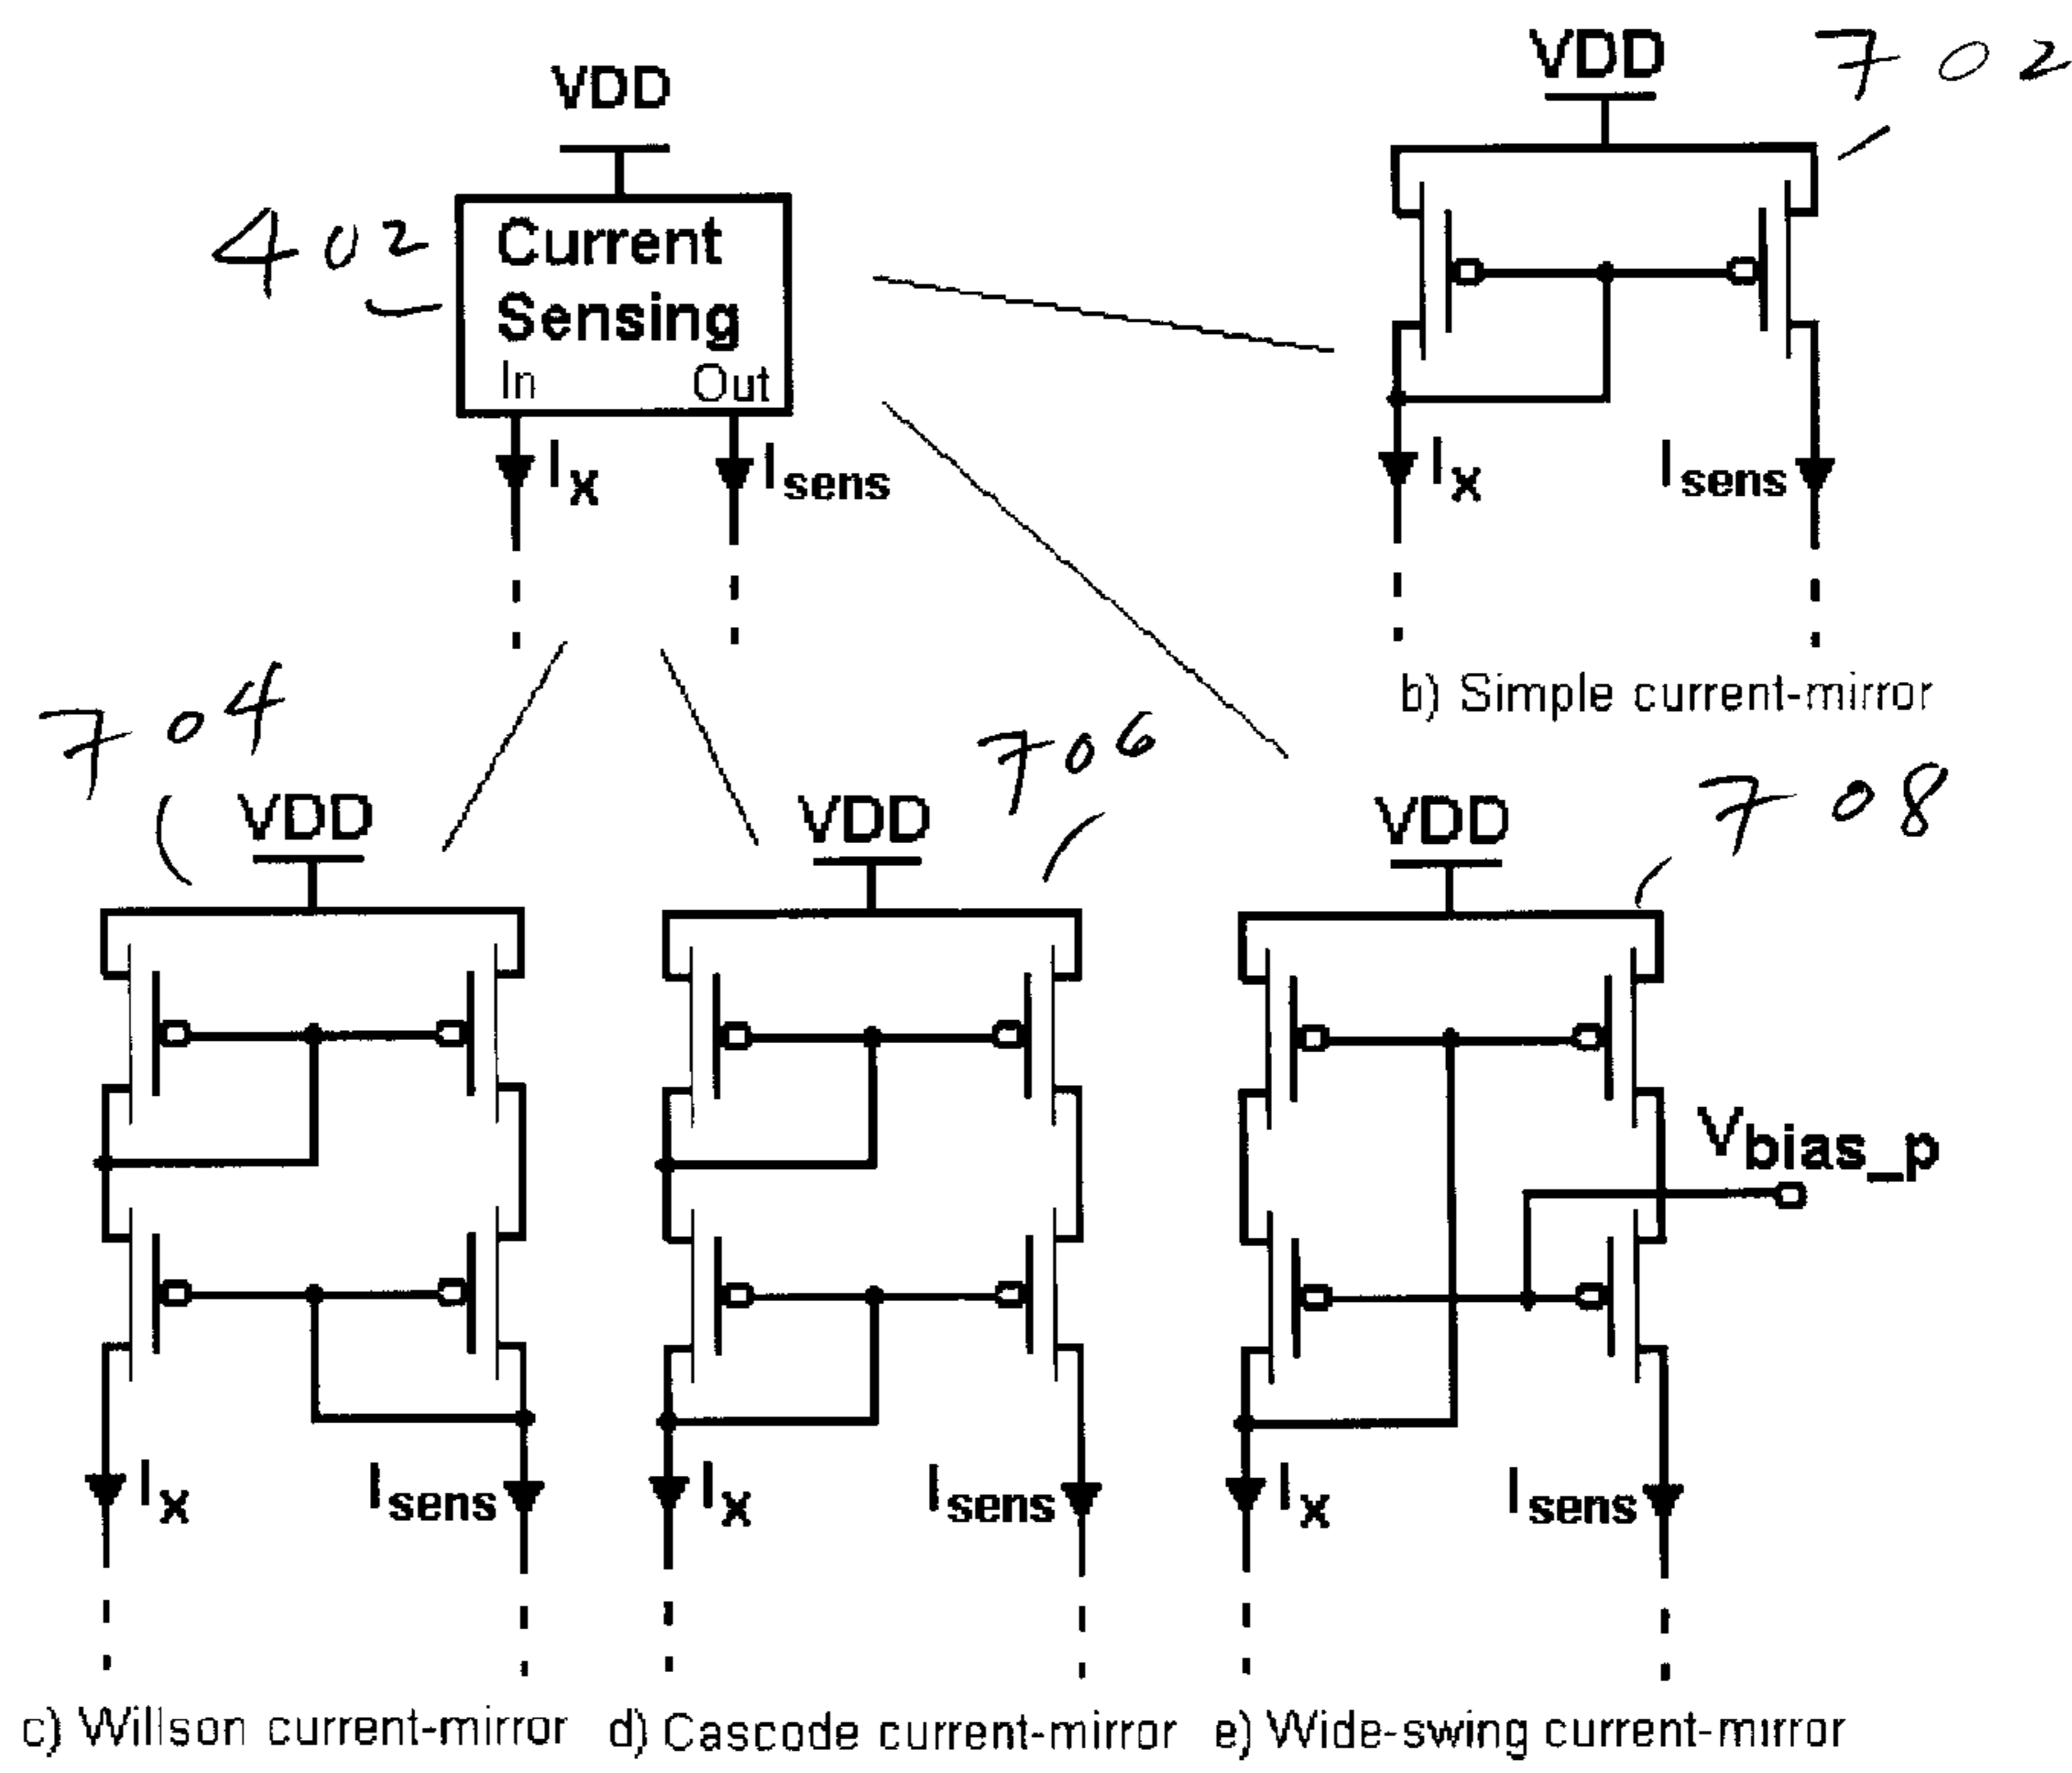 VDD
702
VDD
402
Current
Sensing
In
Out
Ix
Isens
Ix
Isens
b) Simple current-mirror
704
706
708
VDD
VDD
VDD
Vbias_p
Ix
Isens
Ix
Isens
Ix
Isens
c) Willson current-mirror
d) Cascode current-mirror
e) Wide-swing current-mirror